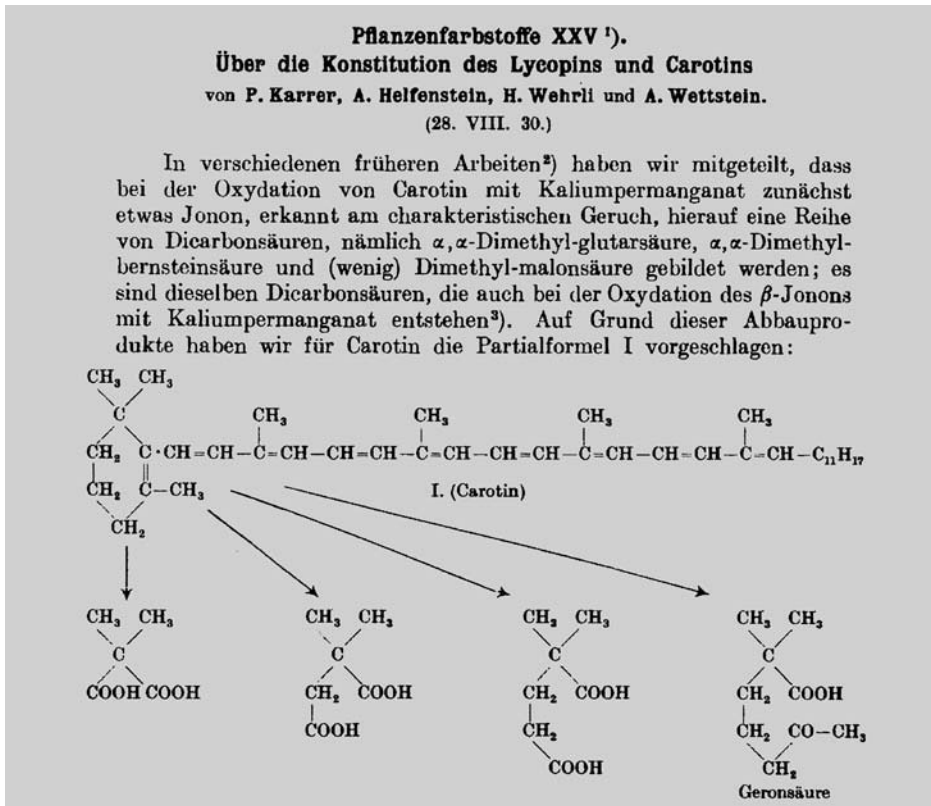 Pflanzenfarbstoffe XXV ¹).
Über die Konstitution des Lycopins und Carotins
von P. Karrer, A. Helfenstein, H. Wehrli und A. Wettstein.
(28. VIII. 30.)
In verschiedenen früheren Arbeiten²) haben wir mitgeteilt, dass
bei der Oxydation von Carotin mit Kaliumpermanganat zunächst
etwas Jonon, erkannt am charakteristischen Geruch, hierauf eine Reihe
von Dicarbonsäuren, nämlich α,α-Dimethyl-glutarsäure, α,α-Dimethyl-
bernsteinsäure und (wenig) Dimethyl-malonsäure gebildet werden; es
sind dieselben Dicarbonsäuren, die auch bei der Oxydation des β-Jonons
mit Kaliumpermanganat entstehen³). Auf Grund dieser Abbaupro-
dukte haben wir für Carotin die Partialformel I vorgeschlagen:
CH₃ CH₃
C CH₃ CH₃ CH₃ CH₃
CH₂ C·CH=CH—C=CH—CH=CH—C=CH—CH=CH—C=CH—CH=CH—C=CH—C₁₁H₁₇
CH₂ C—CH₃ I. (Carotin)
CH₂
CH₃ CH₃ CH₃ CH₃ CH₃ CH₃ CH₃ CH₃
C C C C
COOH COOH CH₂ COOH CH₂ COOH CH₂ COOH
COOH CH₂ CH₂ CO—CH₃
COOH CH₂
Geronsäure